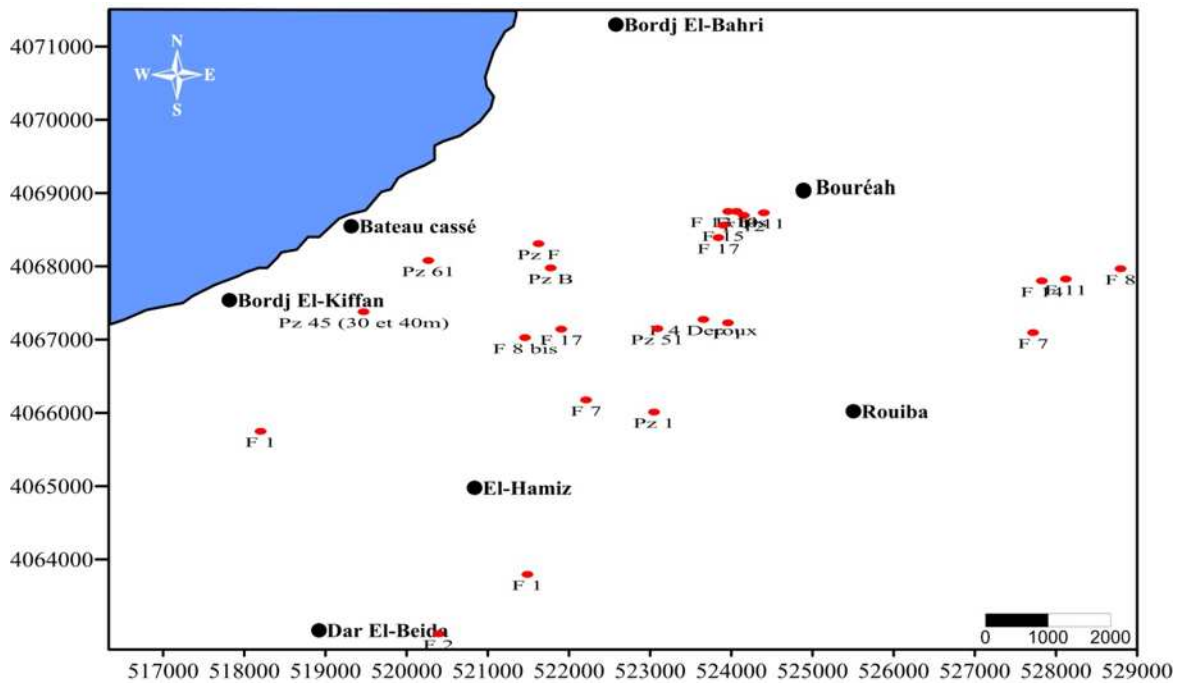 4071000
4070000
4069000
4068000
4067000
4066000
4065000
4064000
N
W E
S
Bordj El-Bahri
Bouréah
Bateau cassé
F 15
F 17
Pz F
Pz 61
Pz B
F 8
F 11
Bordj El-Kiffan
Pz 45 (30 et 40m)
F 4 Deroux
Pz 51
F 17
F 8 bis
F 7
F 7
Pz 1
Rouiba
F 1
El-Hamiz
F 1
Dar El-Beida
F 2
0 1000 2000
517000 518000 519000 520000 521000 522000 523000 524000 525000 526000 527000 528000 529000